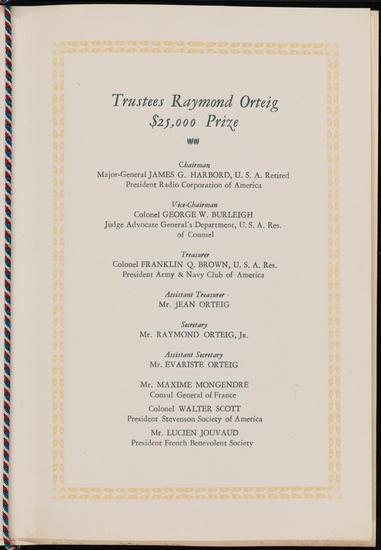 Trustees Raymond Orteig
$25,000 Prize
Chairman
Major-General JAMES G. HARBORD, U. S. A. Retired
President Radio Corporation of America
Vice-Chairman
Colonel GEORGE W. BURLEIGH
Judge Advocate General's Department, U. S. A. Res.
of Counsel
Treasurer
Colonel FRANKLIN Q. BROWN, U. S. A. Res.
President Army & Navy Club of America
Assistant Treasurer
Mr. JEAN ORTEIG
Secretary
Mr. RAYMOND ORTEIG, Jr.
Assistant Secretary
Mr. EVARISTE ORTEIG
Mr. MAXIME MONGENDRE
Consul General of France
Colonel WALTER SCOTT
President Stevenson Society of America
Mr. LUCIEN JOUVAUD
President French Benevolent Society